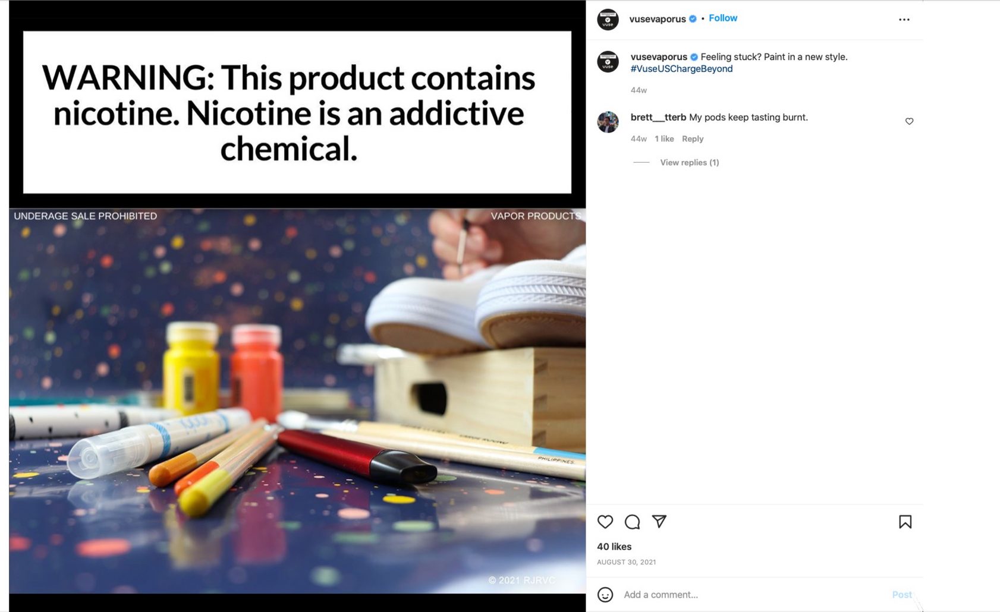 WARNING: This product contains
nicotine. Nicotine is an addictive
chemical.
UNDERAGE SALE PROHIBITED
VAPOR PRODUCTS
PHILIPPINES
© 2021 RJRVC
vuse
vusevaporus • Follow
vuse
vusevaporus Feeling stuck? Paint in a new style.
#VuseUSChargeBeyond
44w
brett__tterb My pods keep tasting burnt.
44w 1 like Reply
View replies (1)
40 likes
AUGUST 30, 2021
Add a comment...
Post